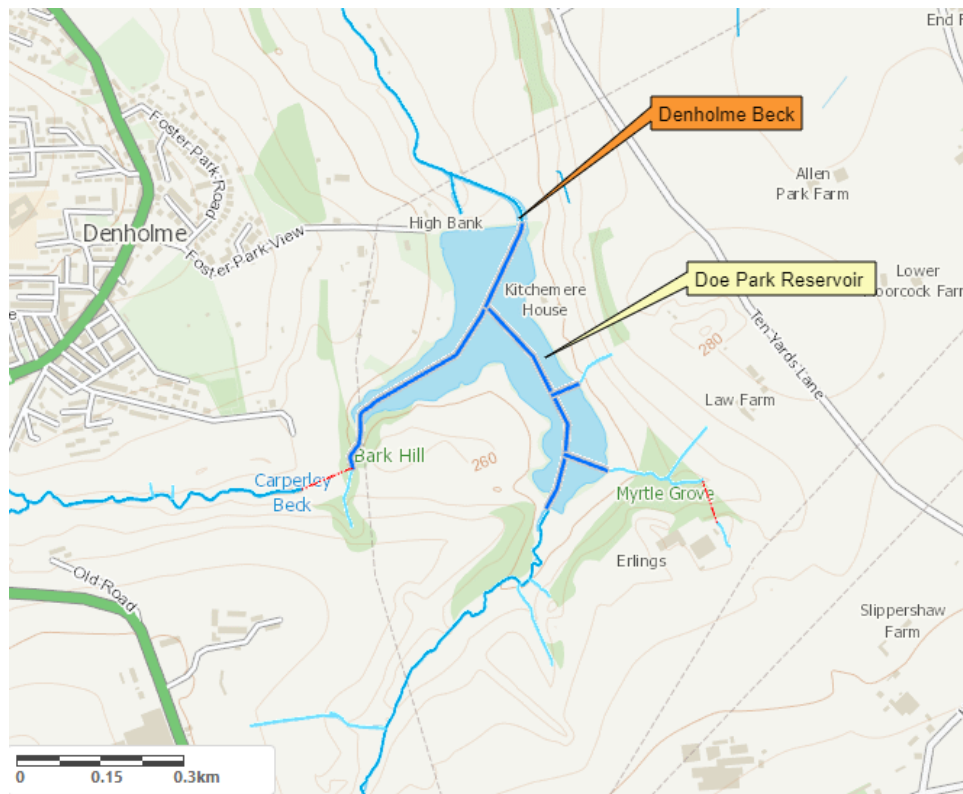 End F
Denholme Beck
Foster Park Road
Allen
Park Farm
High Bank
Denholme
Foster Park View
Doe Park Reservoir
Lower
oorcock Farm
Kitchemere
House
Ten Yards Lane
280
Law Farm
Bark Hill
260
Carperley
Beck
Myrtle Grove
Erlings
Old Road
Slippershaw
Farm
0 0.15 0.3km